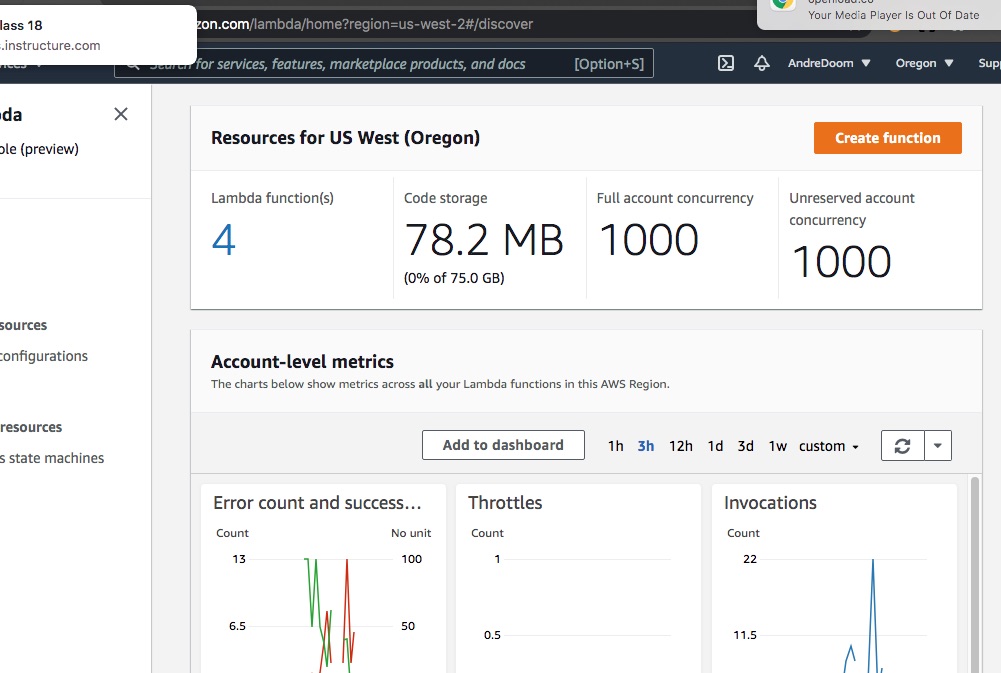 lass 18
.instructure.com
zon.com/lambda/home?region=us-west-2#/discover
openload.co
Your Media Player Is Out Of Date
Search for services, features, marketplace products, and docs
[Option+S]
AndreDoom
Oregon
Supp
da
ole (preview)
sources
configurations
resources
s state machines
Resources for US West (Oregon)
Create function
Lambda function(s)
4
Code storage
78.2 MB
(0% of 75.0 GB)
Full account concurrency
1000
Unreserved account
concurrency
1000
Account-level metrics
The charts below show metrics across all your Lambda functions in this AWS Region.
Add to dashboard
1h 3h 12h 1d 3d 1w custom
Error count and success...
Count
No unit
13
100
6.5
50
Throttles
Count
1
0.5
Invocations
Count
22
11.5